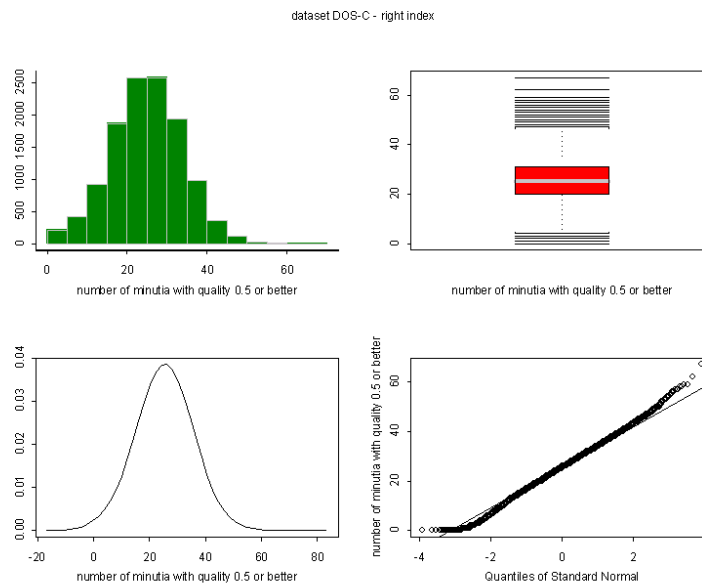 dataset DOS-C - right index
0 500 1000 1500 2000 2500
0 20 40 60
number of minutia with quality 0.5 or better
0 20 40 60
number of minutia with quality 0.5 or better
0.00 0.01 0.02 0.03 0.04
-20 0 20 40 60 80
number of minutia with quality 0.5 or better
number of minutia with quality 0.5 or better
0 20 40 60
-4 -2 0 2
Quantiles of Standard Normal